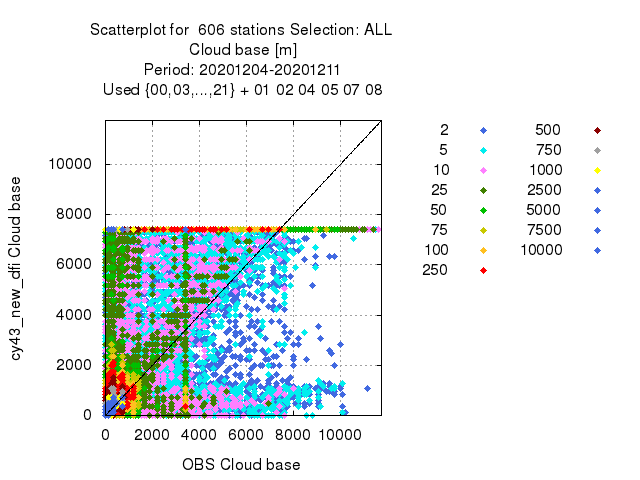 Scatterplot for  606 stations Selection: ALL
Cloud base [m]
Period: 20201204-20201211
Used {00,03,...,21} + 01 02 04 05 07 08
cy43_new_dfi Cloud base
10000
8000
6000
4000
2000
0
0 2000 4000 6000 8000 10000
OBS Cloud base
2 500
5 750
10 1000
25 2500
50 5000
75 7500
100 10000
250